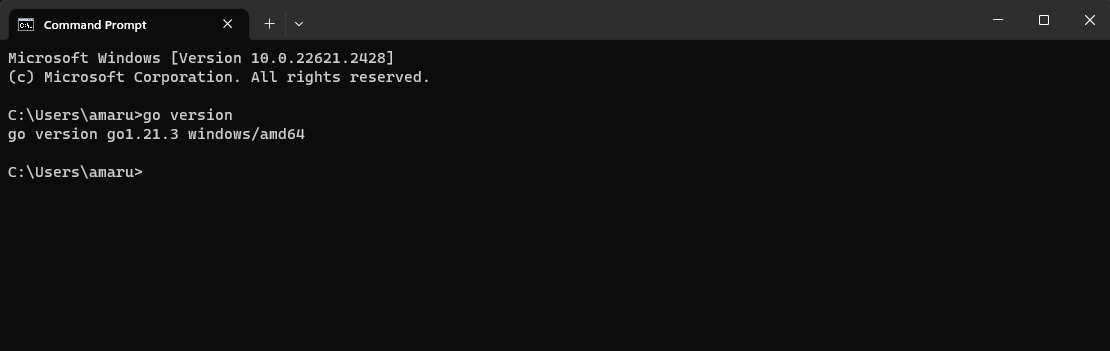 Command Prompt
Microsoft Windows [Version 10.0.22621.2428]
(c) Microsoft Corporation. All rights reserved.
C:\Users\amaru>go version
go version go1.21.3 windows/amd64
C:\Users\amaru>